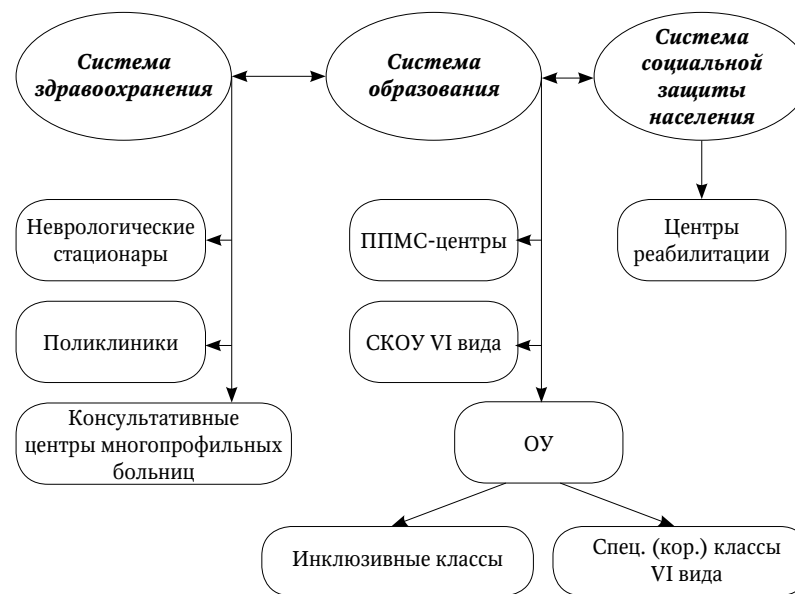 Система
здравоохранения
Система
образования
Система
социальной
защиты
населения
Неврологические
стационары
ППМС-центры
Центры
реабилитации
Поликлиники
СКОУ VI вида
Консультативные
центры многопрофильных
больниц
ОУ
Инклюзивные классы
Спец. (кор.) классы
VI вида